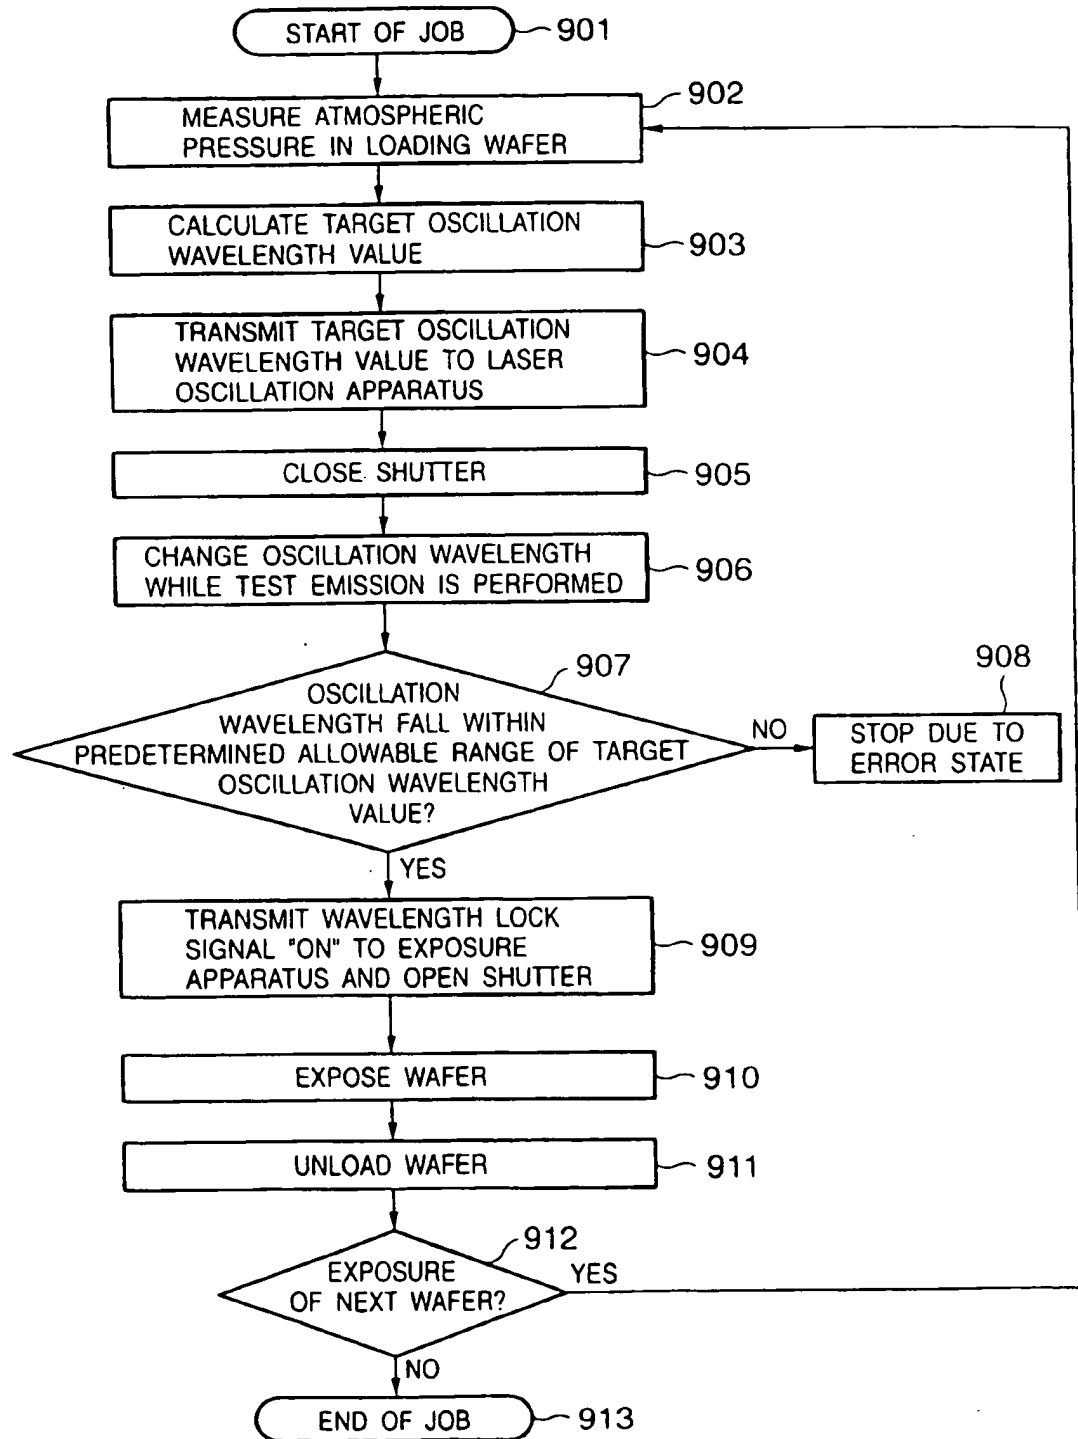 START OF JOB
901
902
MEASURE ATMOSPHERIC
PRESSURE IN LOADING WAFER
CALCULATE TARGET OSCILLATION
WAVELENGTH VALUE
903
TRANSMIT TARGET OSCILLATION
WAVELENGTH VALUE TO LASER
OSCILLATION APPARATUS
904
CLOSE SHUTTER
905
CHANGE OSCILLATION WAVELENGTH
WHILE TEST EMISSION IS PERFORMED
906
907
OSCILLATION
WAVELENGTH FALL WITHIN
PREDETERMINED ALLOWABLE RANGE OF TARGET
OSCILLATION WAVELENGTH
VALUE?
NO
908
STOP DUE TO
ERROR STATE
YES
TRANSMIT WAVELENGTH LOCK
SIGNAL "ON" TO EXPOSURE
APPARATUS AND OPEN SHUTTER
909
EXPOSE WAFER
910
UNLOAD WAFER
911
912
EXPOSURE
OF NEXT WAFER?
YES
NO
END OF JOB
913